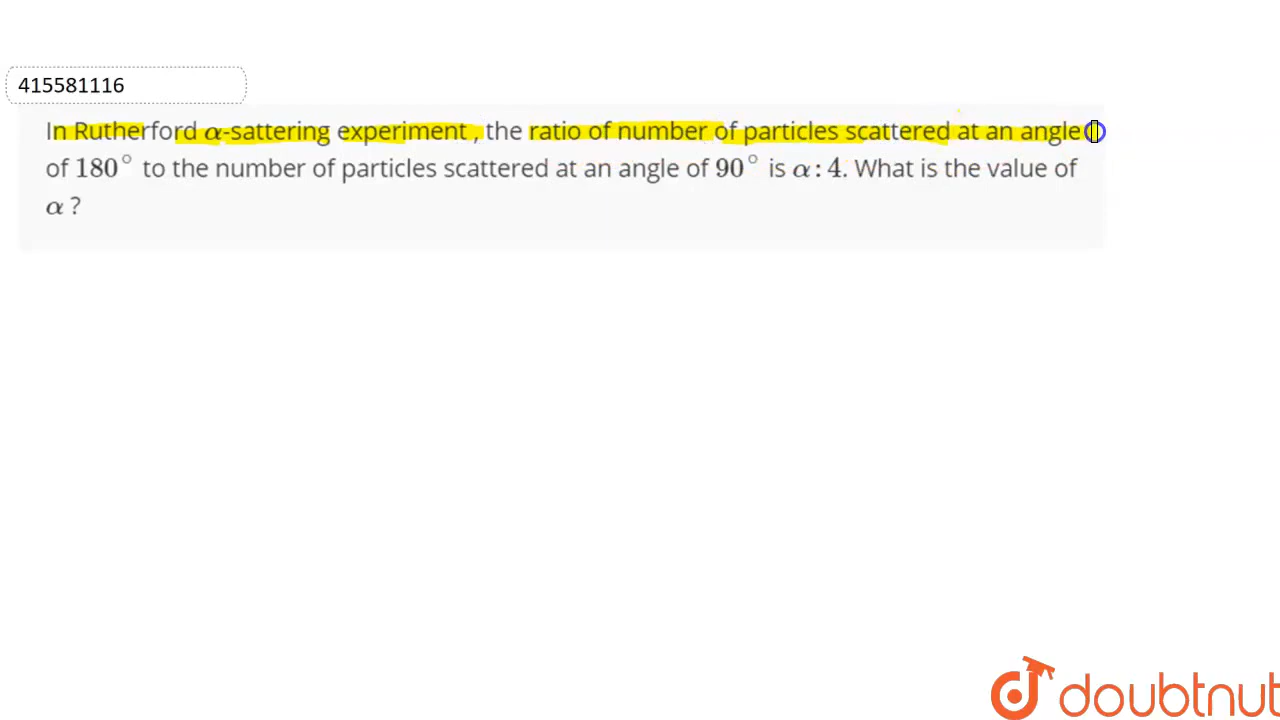 415581116
In Rutherford α-sattering experiment , the ratio of number of particles scattered at an angle
of 180° to the number of particles scattered at an angle of 90° is α : 4. What is the value of
α ?
doubtnut